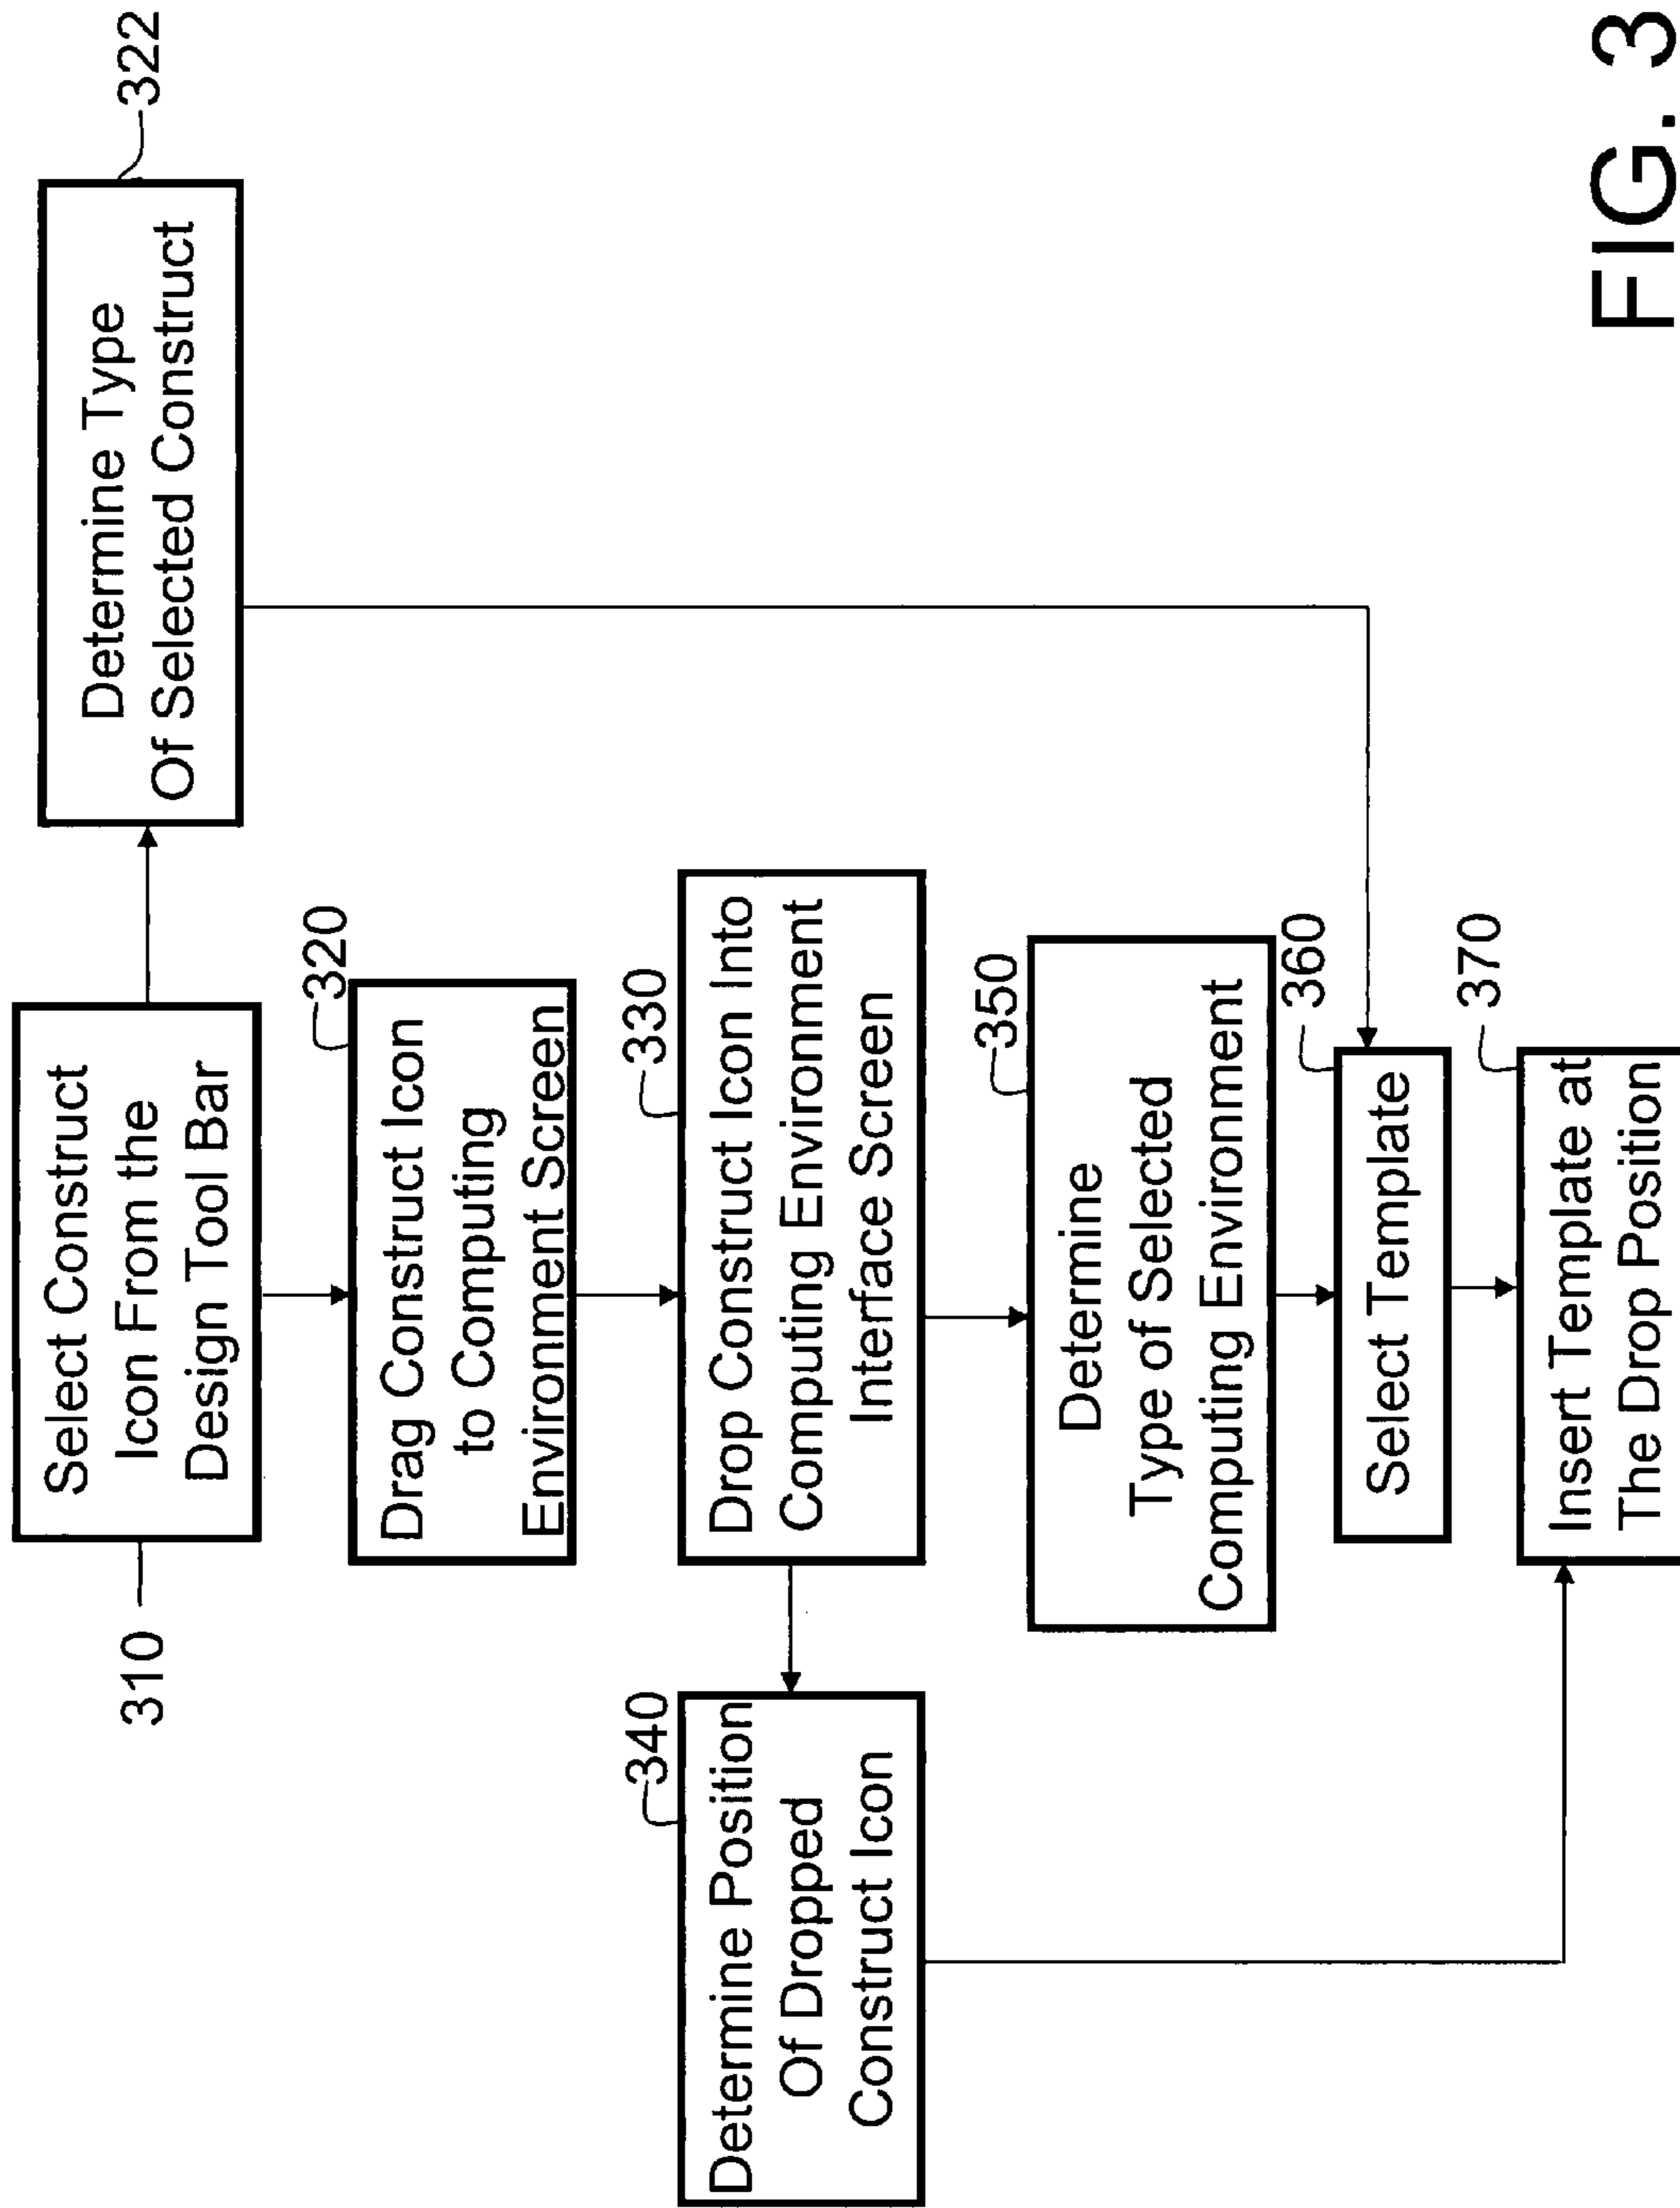 310
Select Construct
Icon From the
Design Tool Bar
322
Determine Type
Of Selected Construct
320
Drag Construct Icon
to Computing
Environment Screen
330
Drop Construct Icon Into
Computing Environment
Interface Screen
340
Determine Position
Of Dropped
Construct Icon
350
Determine
Type of Selected
Computing Environment
360
Select Template
370
Insert Template at
The Drop Position
FIG. 3